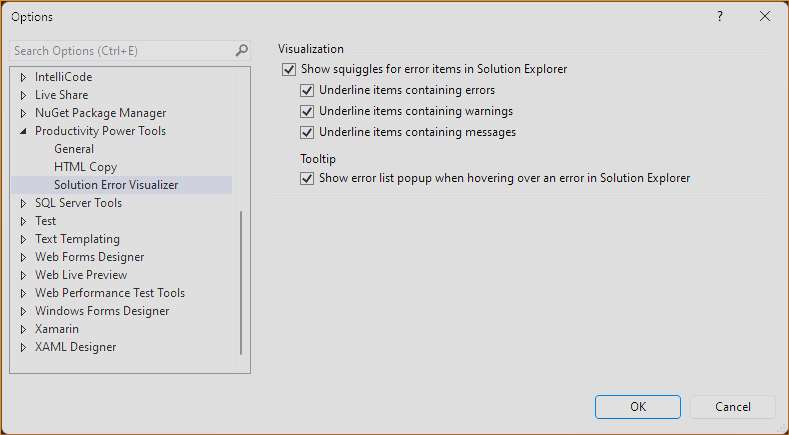 Options
?
Search Options (Ctrl+E)
IntelliCode
Live Share
NuGet Package Manager
Productivity Power Tools
General
HTML Copy
Solution Error Visualizer
SQL Server Tools
Test
Text Templating
Web Forms Designer
Web Live Preview
Web Performance Test Tools
Windows Forms Designer
Xamarin
XAML Designer
Visualization
Show squiggles for error items in Solution Explorer
Underline items containing errors
Underline items containing warnings
Underline items containing messages
Tooltip
Show error list popup when hovering over an error in Solution Explorer
OK
Cancel